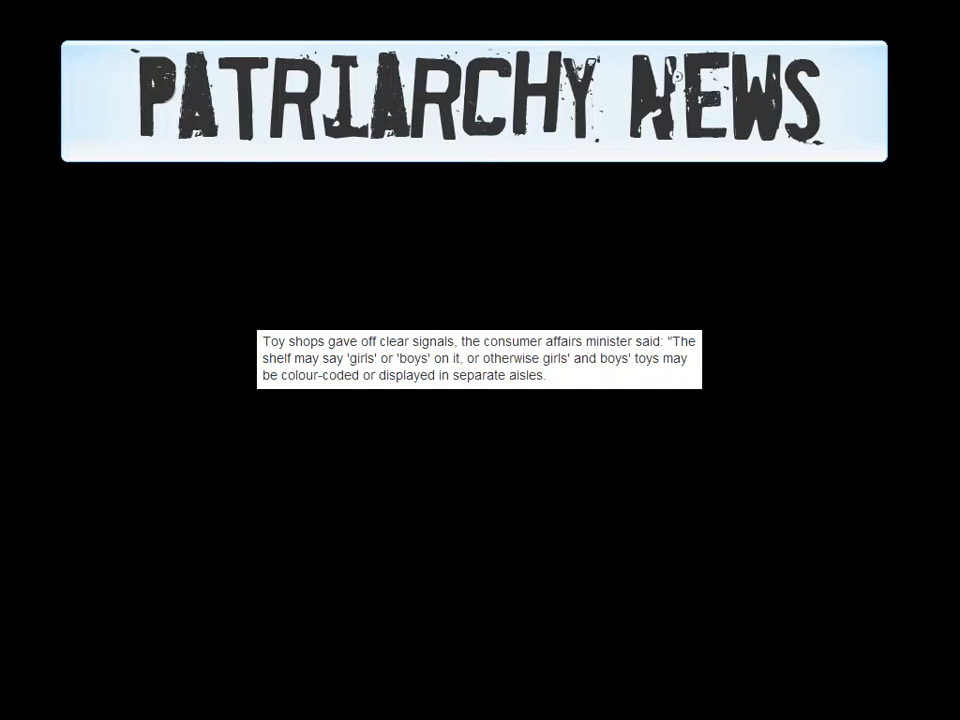 PATRIARCHY NEWS
Toy shops gave off clear signals, the consumer affairs minister said: "The
shelf may say 'girls' or 'boys' on it, or otherwise girls' and boys' toys may
be colour-coded or displayed in separate aisles.